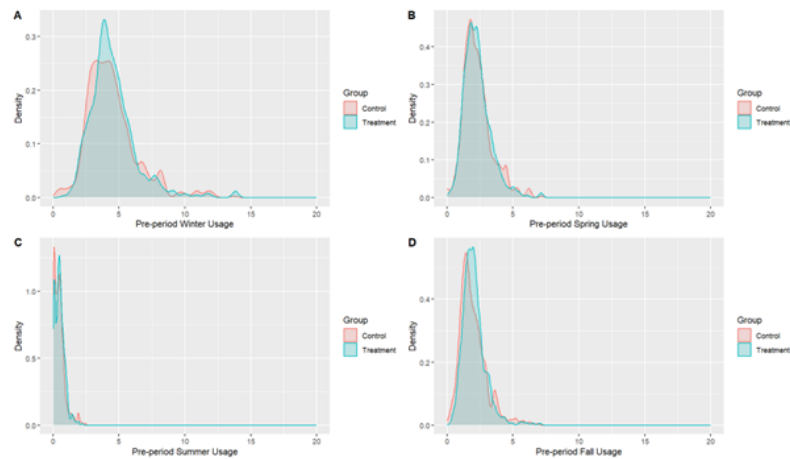 A
Density
0.3
0.2
0.1
0.0
0 5 10 15 20
Pre-period Winter Usage
Group
Control
Treatment
B
Density
0.4
0.3
0.2
0.1
0.0
0 5 10 15 20
Pre-period Spring Usage
Group
Control
Treatment
C
Density
1.0
0.5
0.0
0 5 10 15 20
Pre-period Summer Usage
Group
Control
Treatment
D
Density
0.4
0.2
0.0
0 5 10 15 20
Pre-period Fall Usage
Group
Control
Treatment